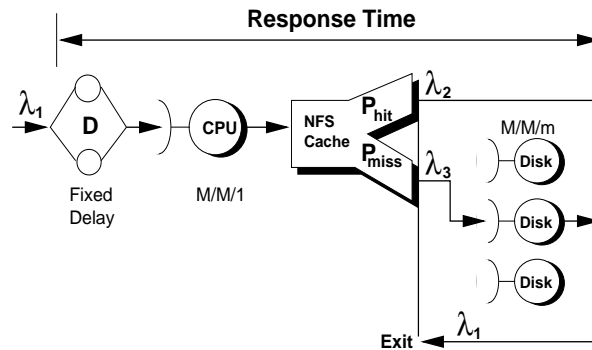 Response Time
λ1
D
Fixed
Delay
CPU
M/M/1
NFS
Cache
Phit
Pmiss
λ2
λ3
M/M/m
Disk
Disk
Disk
Exit
λ1